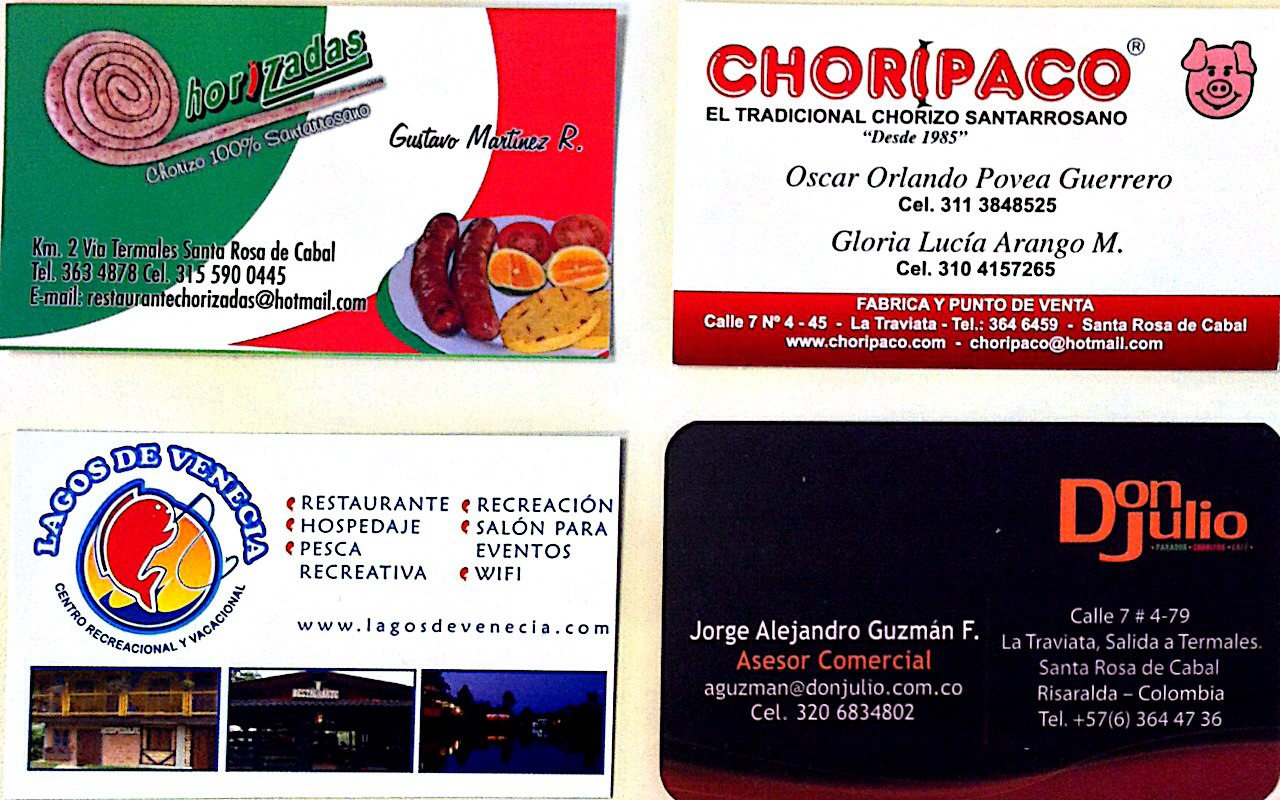 Chorizadas
Chorizo 100% Santarrosano
Gustavo Martinez R.
Km. 2 Vía Termales Santa Rosa de Cabal
Tel. 363 4878 Cel. 315 590 0445
E-mail: restaurantechorizadas@hotmail.com
CHORIPACO®
EL TRADICIONAL CHORIZO SANTARROSANO
“Desde 1985”
Oscar Orlando Povea Guerrero
Cel. 311 3848525
Gloria Lucía Arango M.
Cel. 310 4157265
FABRICA Y PUNTO DE VENTA
Calle 7 Nº 4 - 45 - La Traviata - Tel.: 364 6459 - Santa Rosa de Cabal
www.choripaco.com - choripaco@hotmail.com
LAGOS DE VENECIA
CENTRO RECREACIONAL Y VACACIONAL
RESTAURANTE
HOSPEDAJE
PESCA
RECREATIVA
RECREACIÓN
SALÓN PARA
EVENTOS
WIFI
www.lagosdevenecia.com
RESTAURANTE
Don
Julio
PARADOR • CHORIZOS • CAFÉ
Jorge Alejandro Guzmán F.
Asesor Comercial
aguzman@donjulio.com.co
Cel. 320 6834802
Calle 7 # 4-79
La Traviata, Salida a Termales.
Santa Rosa de Cabal
Risaralda – Colombia
Tel. +57(6) 364 47 36